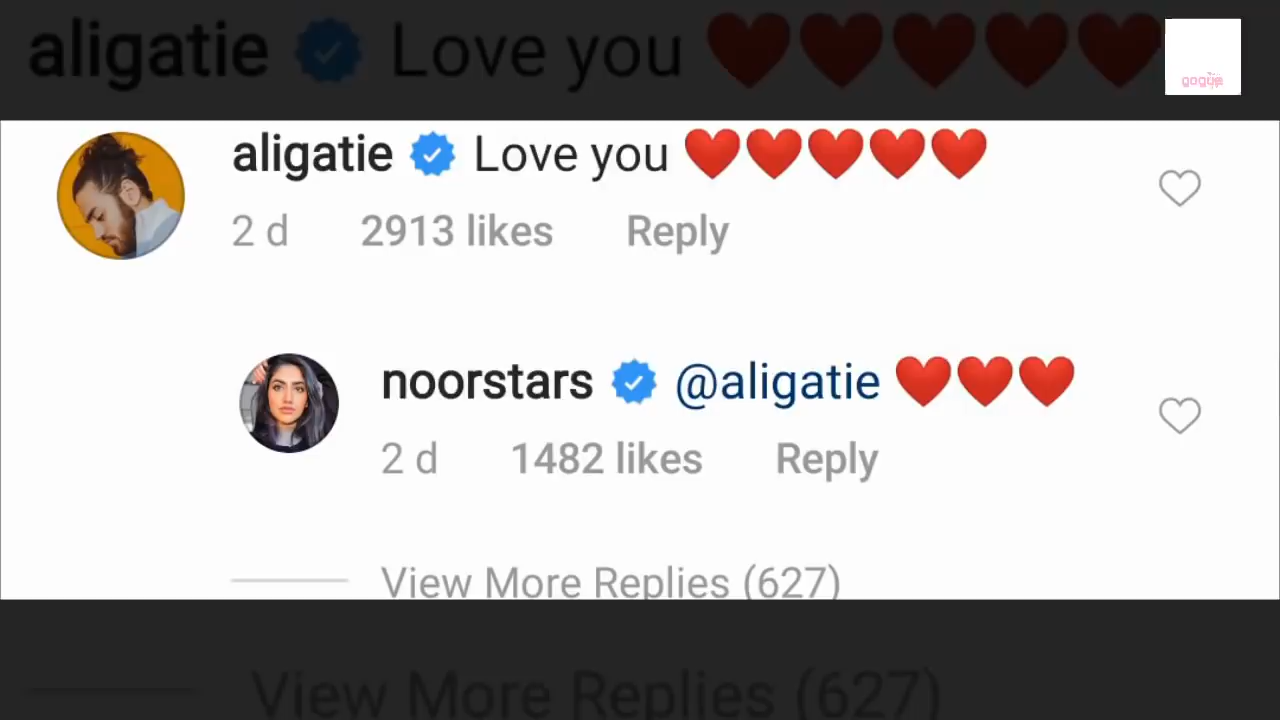 aligatie Love you ❤️❤️❤️❤️❤️
aligatie Love you ❤️❤️❤️❤️❤️
2 d 2913 likes Reply
noorstars @aligatie ❤️❤️❤️
2 d 1482 likes Reply
View More Replies (627)
View More Replies (627)